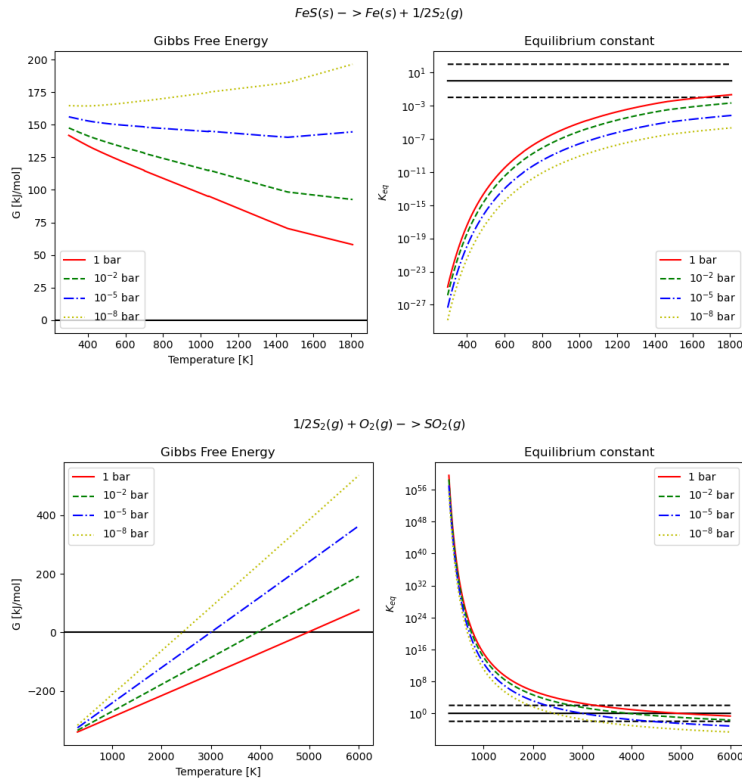 FeS(s) − > Fe(s) + 1/2S₂(g)
Gibbs Free Energy
200
175
150
125
100
75
50
25
0
G [kJ/mol]
1 bar
10⁻² bar
10⁻⁵ bar
10⁻⁸ bar
400 600 800 1000 1200 1400 1600 1800
Temperature [K]
Equilibrium constant
10¹
10⁻³
10⁻⁷
10⁻¹¹
10⁻¹⁵
10⁻¹⁹
10⁻²³
10⁻²⁷
K_eq
1 bar
10⁻² bar
10⁻⁵ bar
10⁻⁸ bar
400 600 800 1000 1200 1400 1600 1800
1/2S₂(g) + O₂(g) − > SO₂(g)
Gibbs Free Energy
1 bar
10⁻² bar
10⁻⁵ bar
10⁻⁸ bar
400
200
0
−200
G [kJ/mol]
1000 2000 3000 4000 5000 6000
Temperature [K]
Equilibrium constant
1 bar
10⁻² bar
10⁻⁵ bar
10⁻⁸ bar
10⁵⁶
10⁴⁸
10⁴⁰
10³²
10²⁴
10¹⁶
10⁸
10⁰
K_eq
1000 2000 3000 4000 5000 6000